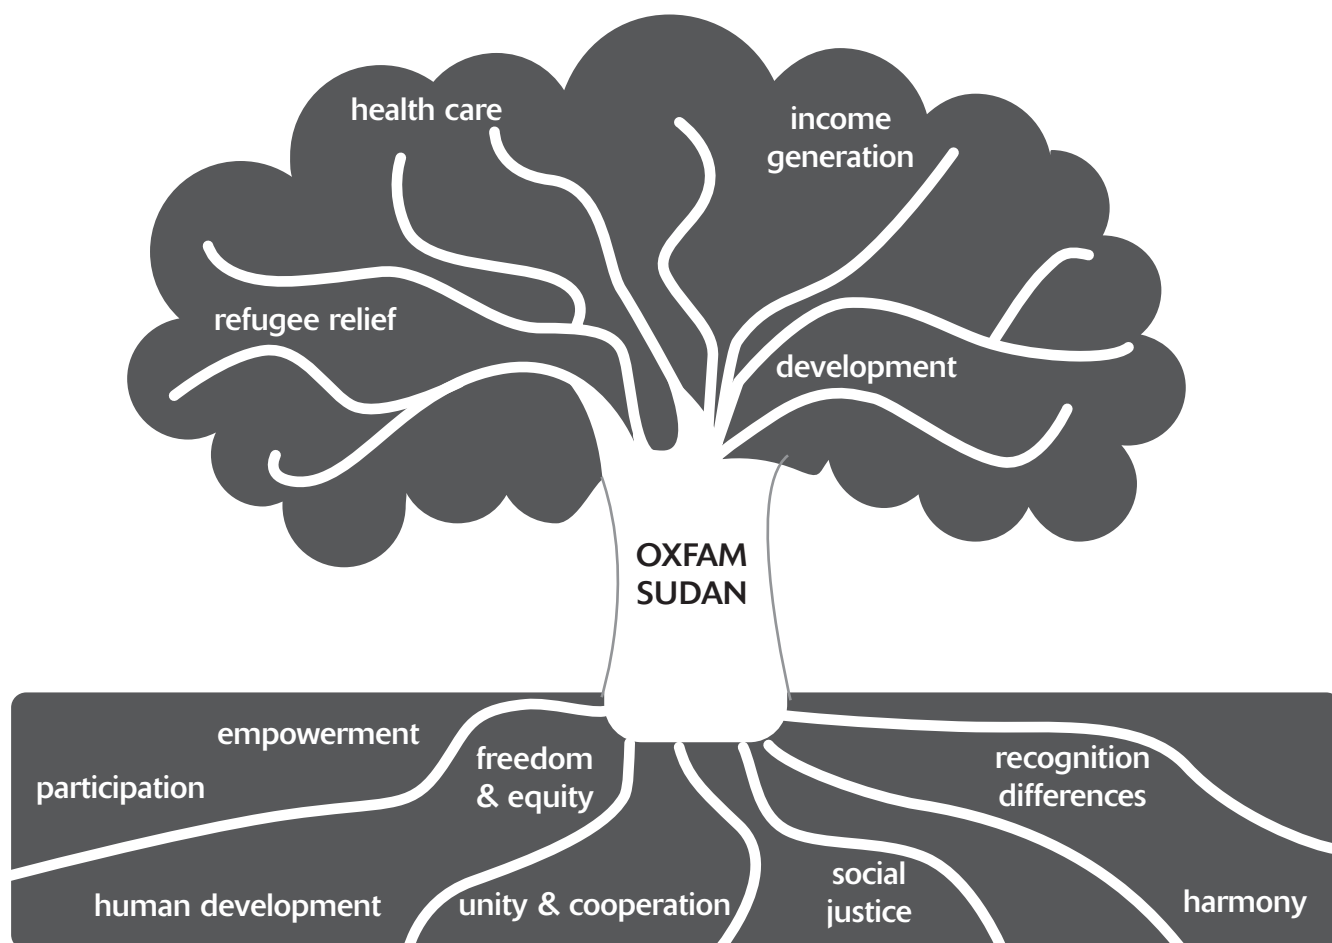 health care
income
generation
refugee relief
development
OXFAM
SUDAN
empowerment
participation
freedom
& equity
recognition
differences
human development
unity & cooperation
social
justice
harmony